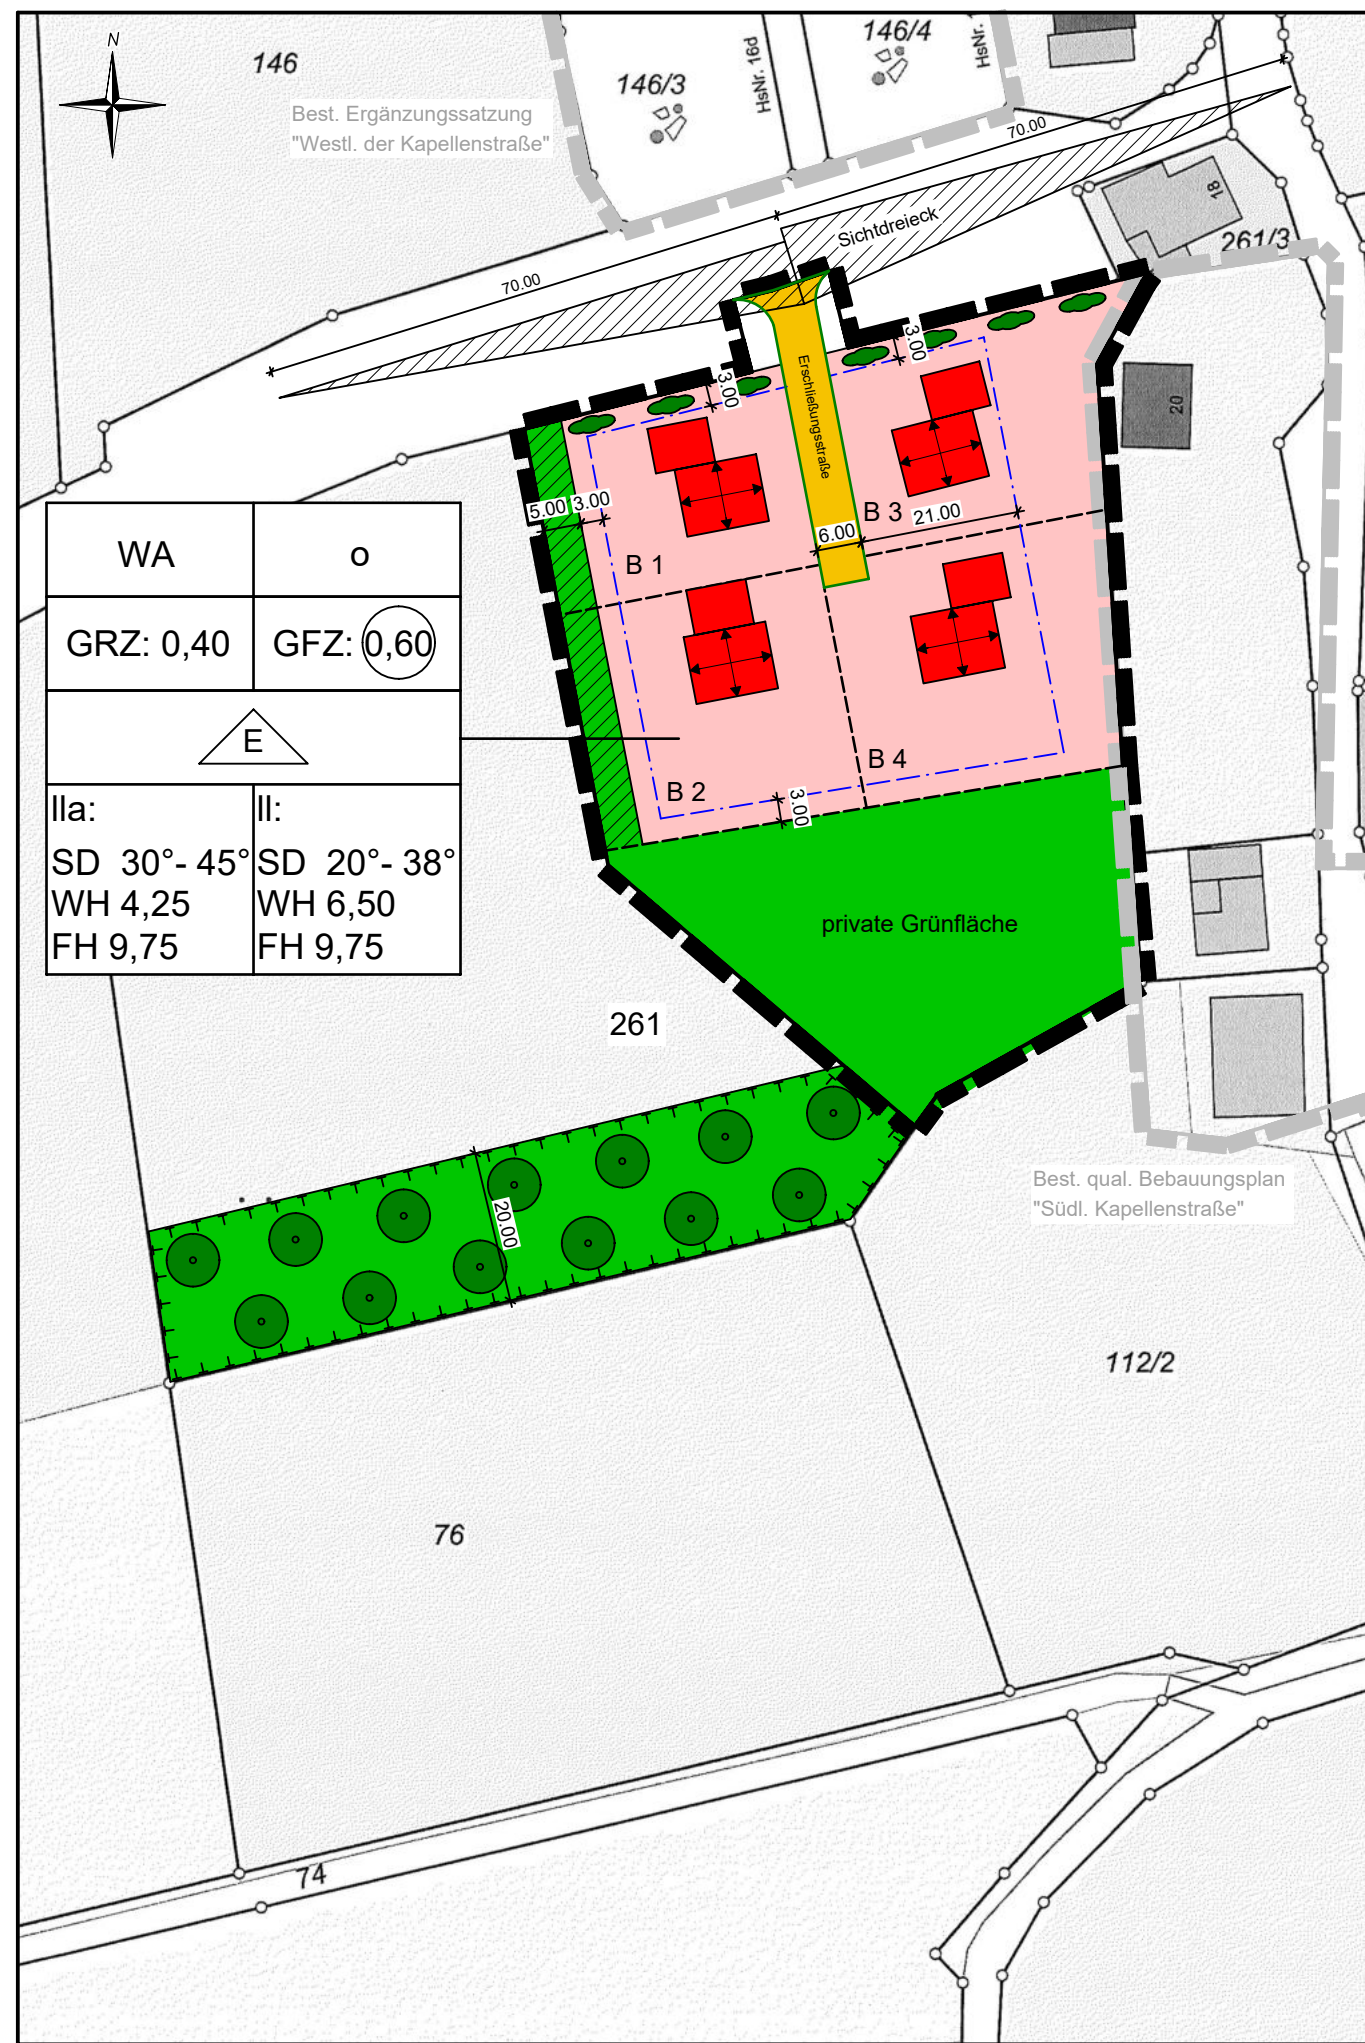 N
146
Best. Ergänzungssatzung
"Westl. der Kapellenstraße"
146/3
HsNr. 16d
146/4
HsNr.
70.00
70.00
Sichtdreieck
18
261/3
20
3.00
3.00
Erschließungsstraße
5.00
3.00
6.00
21.00
B 1
B 3
B 2
B 4
3.00
WA
o
GRZ: 0,40
GFZ: 0,60
E
IIa:
SD 30°- 45°
WH 4,25
FH 9,75
II:
SD 20°- 38°
WH 6,50
FH 9,75
private Grünfläche
261
20.00
Best. qual. Bebauungsplan
"Südl. Kapellenstraße"
112/2
76
74